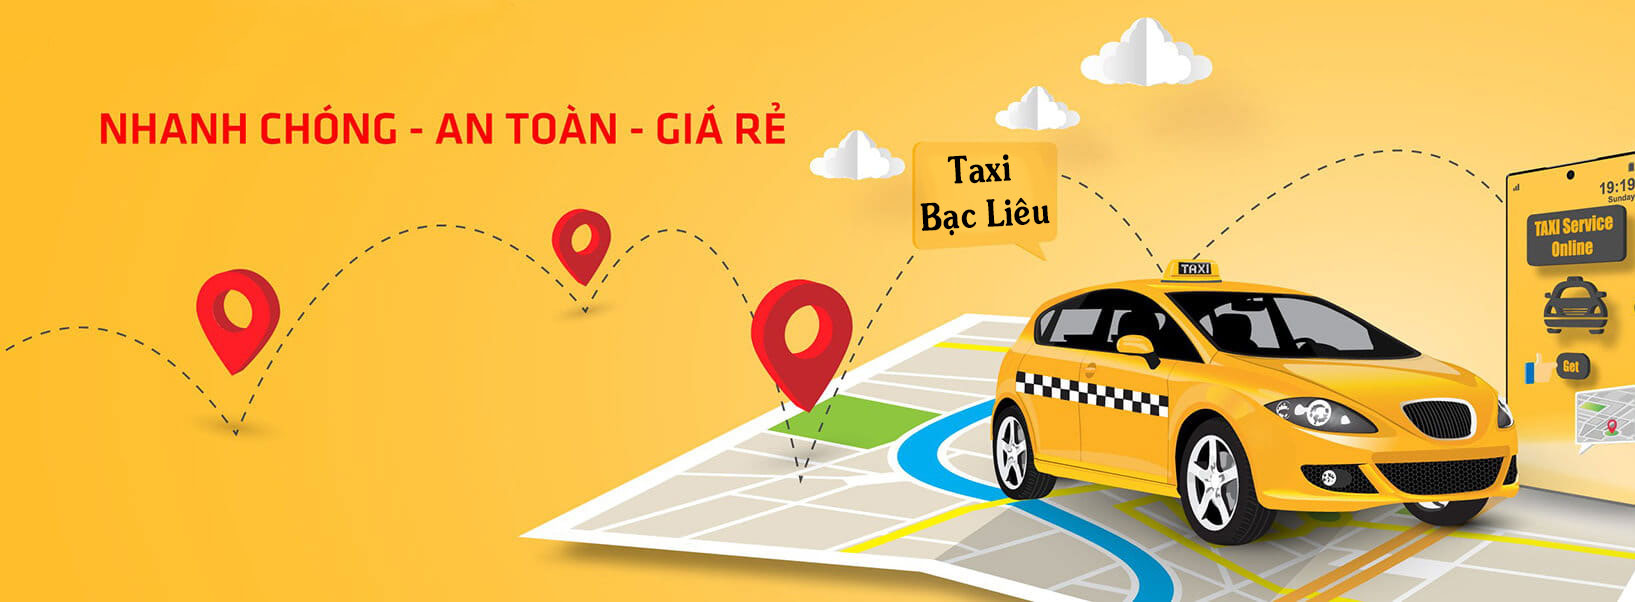 NHANH CHÓNG - AN TOÀN - GIÁ RẺ
Taxi
Bạc Liêu
TAXI
19:19
Sunday
TAXI Service
Online
Get